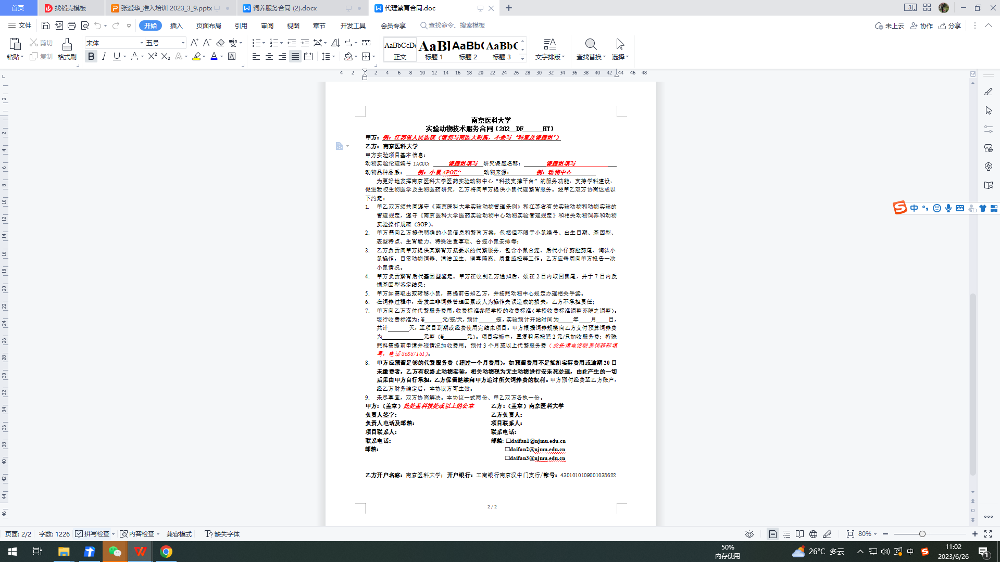 首页 找稻壳模板 张爱华_准入培训 2023_3_9.pptx 饲养服务合同 (2).docx 代理繁育合同.doc
文件 开始 插入 页面布局 引用 审阅 视图 章节 开发工具 会员专享 查找命令、搜索模板 未上云 协作 分享
粘贴 剪切 复制 格式刷 宋体 五号
AaBbCcDd AaBl AaBb( AaBbC
正文 标题 1 标题 2 标题 3 文字排版 查找替换 选择
4 2 2 4 6 8 10 12 14 16 18 20 22 24 26 28 30 32 34 36 38 40 42 44 46 48
南京医科大学
实验动物技术服务合同（202__DF______HT）
甲方：例：江苏省人民医院（请勿写南医大附属，不要写“科室及课题组”）
乙方：南京医科大学
甲方实验项目基本信息：
动物实验伦理编号 IACUC： 课题组填写 研究课题名称： 课题组填写
动物品种品系： 例：小鼠 APOE-/- 动物来源： 例：动物中心
为更好地发挥南京医科大学医药实验动物中心“科技支撑平台”的服务功能，支持学科建设，
促进我校生物医学及生物医药研究，乙方将向甲方提供小鼠代理繁育服务。经甲乙双方协商达成以
下约定：
1. 甲乙双方须共同遵守《南京医科大学实验动物管理条例》和江苏省有关实验动物和动物实验的
管理规定，遵守《南京医科大学医药实验动物中心动物实验管理规定》和相关动物饲养和动物
实验操作规范（SOP）。
2. 甲方需向乙方提供明确的小鼠信息和繁育方案，包括但不限于小鼠编号、出生日期、基因型、
表型特点、生育能力、特殊注意事项、合笼小鼠安排等；
3. 乙方负责向甲方提供其繁育方案要求的代繁服务，包含小鼠合笼、后代小仔剪趾剪尾、淘汰小
鼠操作，日常动物饲养、清洁卫生、消毒隔离、质量监控等工作。乙方应每周向甲方报告一次
小鼠情况。
4. 甲方负责繁育后代基因型鉴定。甲方在收到乙方通知后，须在 2 日内取回鼠尾，并于 7 日内反
馈基因型鉴定结果；
5. 甲方如需取出或转移小鼠，需提前告知乙方，并按照动物中心规定办理相关手续。
6. 在饲养过程中，若发生非饲养管理因素或人为操作失误造成的损失，乙方不承担责任；
7. 甲方向乙方支付代繁服务费用，收费标准参照学校的收费标准（学校收费标准调整亦随之调整）。
现行收费标准为：¥______元/笼/天，预计______笼，实验预计开始时间为_____年____月____日，
共计_______天，至项目到期或经费使用完结束项目。甲方根据饲养规模向乙方支付预算饲养费
为______________元整（¥________元）。项目实施中，重复剪尾按照 2 元/只加收服务费；特殊
照料需提前申请并视情况加收费用。预付 3 个月或以上代繁服务费（此条请电话联系饲养部填
写，电话 86867161）。
8. 甲方应预留足够的代繁服务费（超过一个月费用），如预留费用不足抵扣实际费用或逾期 20 日
未缴费者，乙方有权终止动物实验，相关动物视为无主动物进行安乐死处理，由此产生的一切
后果由甲方自行承担，乙方保留继续向甲方追讨所欠饲养费的权利。甲方预付经费至乙方账户，
经乙方财务确定后，本协议方可生效。
9. 未尽事宜，双方协商解决。本协议一式两份、甲乙双方各执一份。
甲方：（盖章）此处盖科技处或以上的公章 乙方：（盖章）南京医科大学
负责人签字： 乙方负责人：
负责人电话及邮箱： 项目联系人：
项目联系人： 联系电话：
联系电话： 邮箱: □daifan1@njmu.edu.cn
邮箱： □daifan2@njmu.edu.cn
□daifan3@njmu.edu.cn
乙方开户名称：南京医科大学；开户银行：工商银行南京汉中门支行/帐号：4301010109001038622
2 / 2
页面: 2/2 字数: 1226 拼写检查 内容检查 兼容模式 缺失字体 80%
50%
内存使用
26°C 多云 中 11:02
2023/6/26